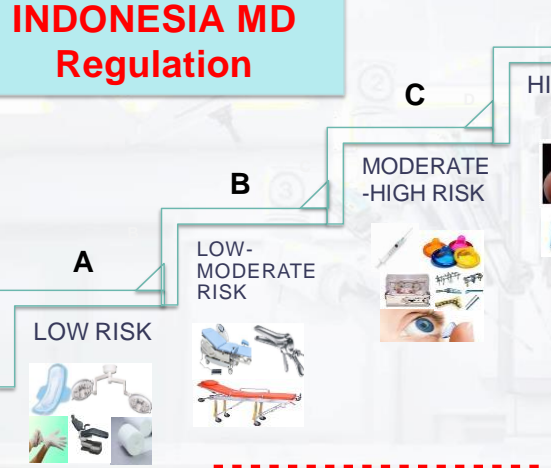 INDONESIA MD
Regulation
C
HI
MODERATE
-HIGH RISK
B
LOW-
MODERATE
RISK
A
LOW RISK